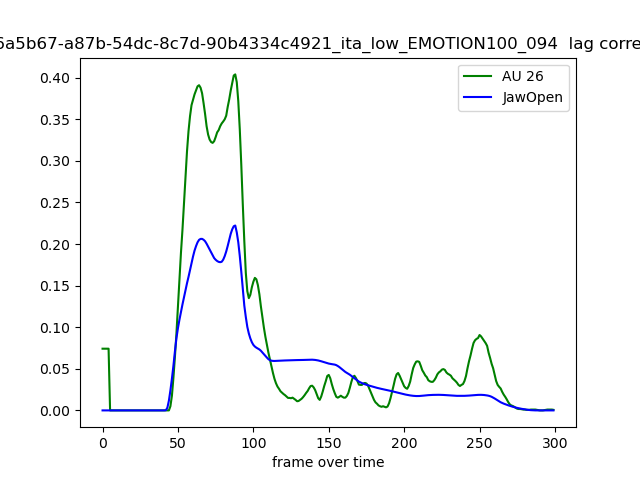 6a5b67-a87b-54dc-8c7d-90b4334c4921_ita_low_EMOTION100_094 lag corre
AU 26
JawOpen
0.40
0.35
0.30
0.25
0.20
0.15
0.10
0.05
0.00
0 50 100 150 200 250 300
frame over time